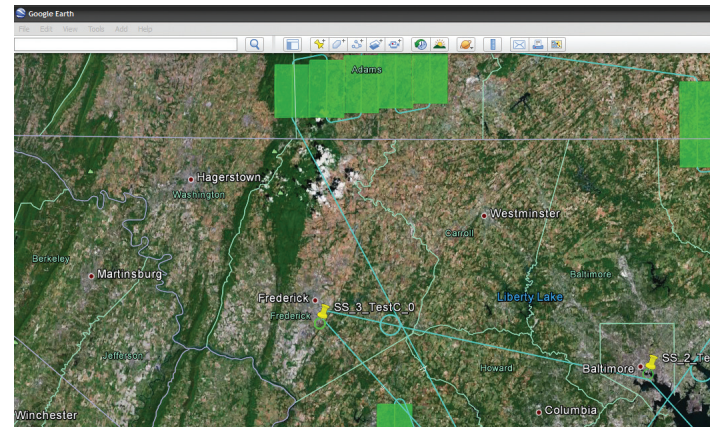 Google Earth
File Edit View Tools Add Help
Adams
Hagerstown
Washington
Westminster
Carroll
Berkeley
Martinsburg
Baltimore
Liberty Lake
Frederick
SS_3_TestC_0
Frederick
Jefferson
Howard
Baltimore
SS_2_Te
Columbia
Winchester